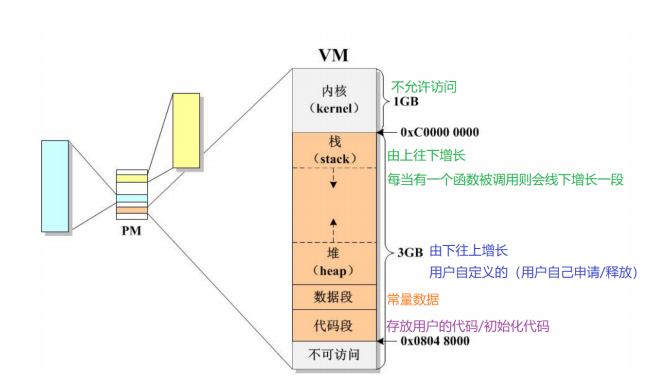 VM
内核
（kernel）
不允许访问
1GB
0xC0000 0000
栈
（stack）
由上往下增长
每当有一个函数被调用则会线下增长一段
PM
堆
（heap）
3GB
由下往上增长
用户自定义的（用户自己申请/释放）
数据段
常量数据
代码段
存放用户的代码/初始化代码
0x0804 8000
不可访问